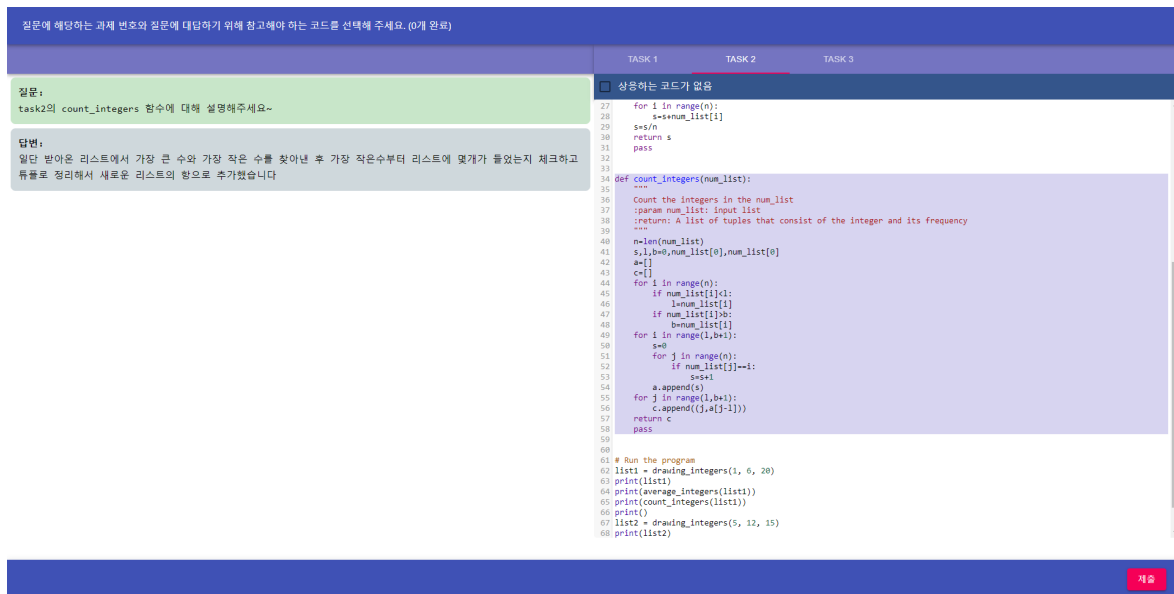 질문에 해당하는 과제 번호와 질문에 대답하기 위해 참고해야 하는 코드를 선택해 주세요. (0개 완료)
TASK 1 TASK 2 TASK 3
질문:
task2의 count_integers 함수에 대해 설명해주세요~
답변:
일단 받아온 리스트에서 가장 큰 수와 가장 작은 수를 찾아낸 후 가장 작은수부터 리스트에 몇개가 들었는지 체크하고
튜플로 정리해서 새로운 리스트의 항으로 추가했습니다
상응하는 코드가 없음
27     for i in range(n):
28         s=s+num_list[i]
29     s=s/n
30     return s
31     pass
32
33
34 def count_integers(num_list):
35     """
36     Count the integers in the num_list
37     :param num_list: input list
38     :return: A list of tuples that consist of the integer and its frequency
39     """
40     n=len(num_list)
41     s,l,b=0,num_list[0],num_list[0]
42     a=[]
43     c=[]
44     for i in range(n):
45         if num_list[i]<l:
46             l=num_list[i]
47         if num_list[i]>b:
48             b=num_list[i]
49     for i in range(l,b+1):
50         s=0
51         for j in range(n):
52             if num_list[j]==i:
53                 s=s+1
54         a.append(s)
55     for j in range(l,b+1):
56         c.append((j,a[j-l]))
57     return c
58     pass
59
60
61 # Run the program
62 list1 = drawing_integers(1, 6, 20)
63 print(list1)
64 print(average_integers(list1))
65 print(count_integers(list1))
66 print()
67 list2 = drawing_integers(5, 12, 15)
68 print(list2)
제출